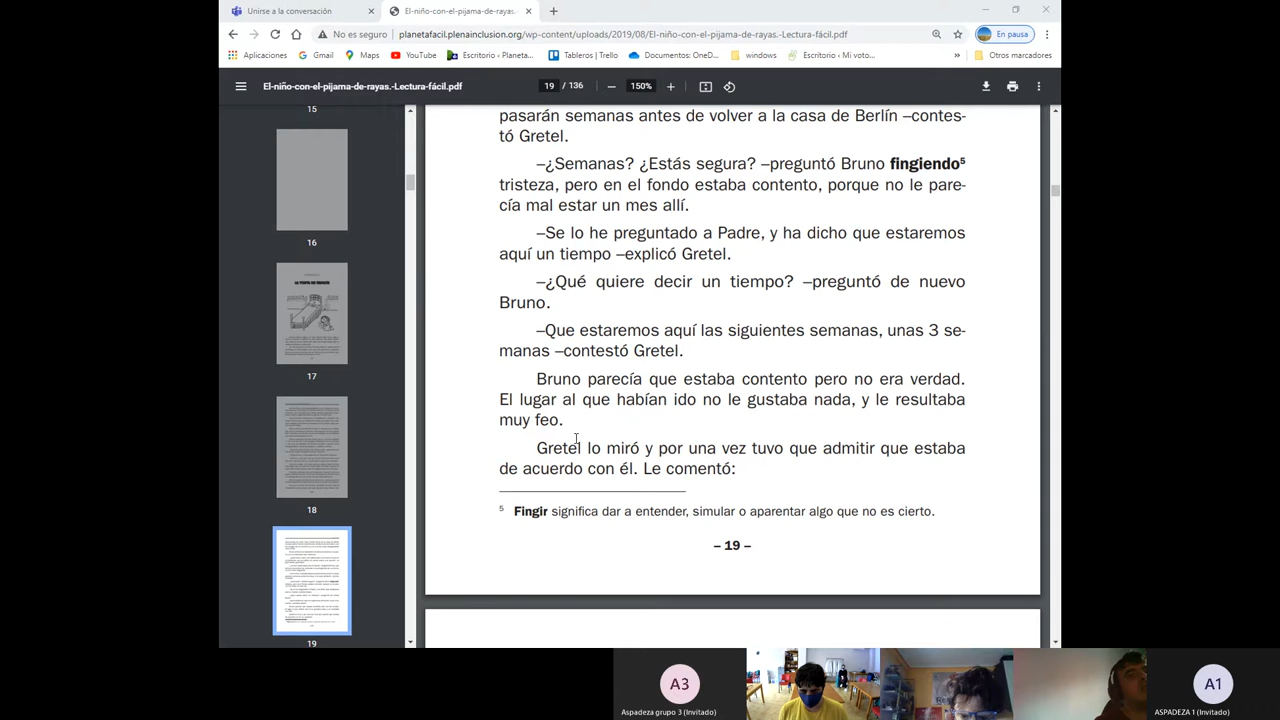 Unirse a la conversación
El-niño-con-el-pijama-de-rayas.
No es seguro
planetafacil.plenainclusion.org/wp-content/uploads/2019/08/El-niño-con-el-pijama-de-rayas.-Lectura-fácil.pdf
En pausa
Aplicaciones
Gmail
Maps
YouTube
Escritorio - Planeta...
Tableros | Trello
Documentos: OneD...
windows
Escritorio - Mi voto...
»
Otros marcadores
El-niño-con-el-pijama-de-rayas.-Lectura-fácil.pdf
19 / 136
150%
15
16
17
18
19
pasarán semanas antes de volver a la casa de Berlín –contes-
tó Gretel.
–¿Semanas? ¿Estás segura? –preguntó Bruno fingiendo⁵
tristeza, pero en el fondo estaba contento, porque no le pare-
cía mal estar un mes allí.
–Se lo he preguntado a Padre, y ha dicho que estaremos
aquí un tiempo –explicó Gretel.
–¿Qué quiere decir un tiempo? –preguntó de nuevo
Bruno.
–Que estaremos aquí las siguientes semanas, unas 3 se-
manas –contestó Gretel.
Bruno parecía que estaba contento pero no era verdad.
El lugar al que habían ido no le gustaba nada, y le resultaba
muy feo.
Gretel lo miró y por una vez tuvo que admitir que estaba
de acuerdo con él. Le comentó:
⁵ Fingir significa dar a entender, simular o aparentar algo que no es cierto.
– 19 –
A3
Aspadeza grupo 3 (Invitado)
A1
ASPADEZA 1 (Invitado)